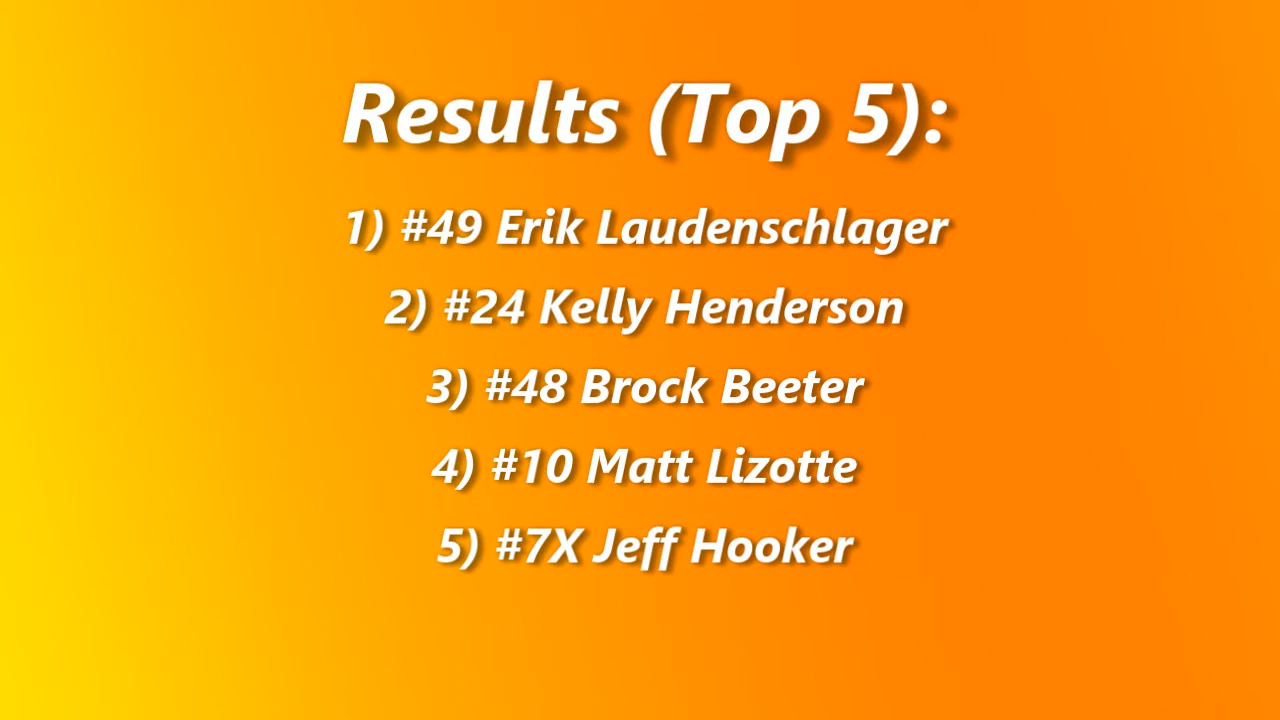 Results (Top 5):
1) #49 Erik Laudenschlager
2) #24 Kelly Henderson
3) #48 Brock Beeter
4) #10 Matt Lizotte
5) #7X Jeff Hooker